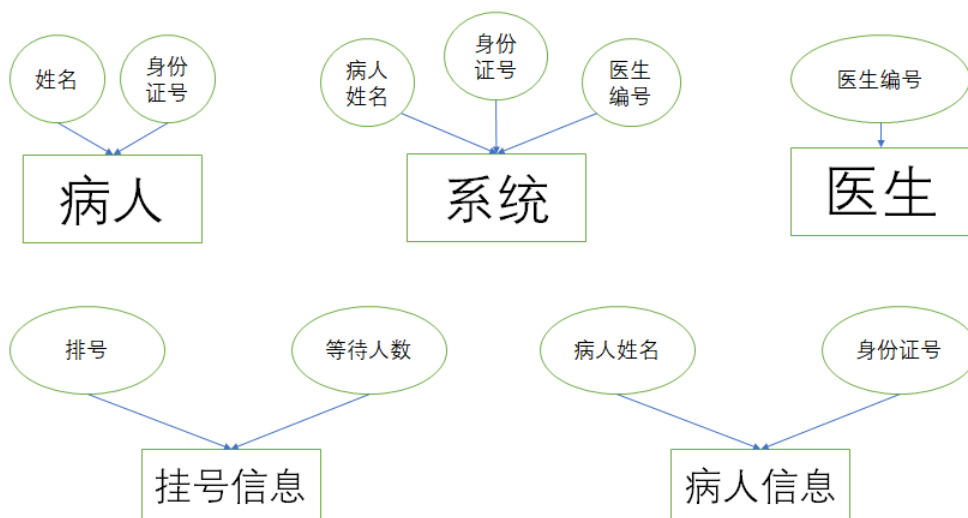 姓名
身份
证号
病人
病人
姓名
身份
证号
医生
编号
系统
医生编号
医生
排号
等待人数
挂号信息
病人姓名
身份证号
病人信息